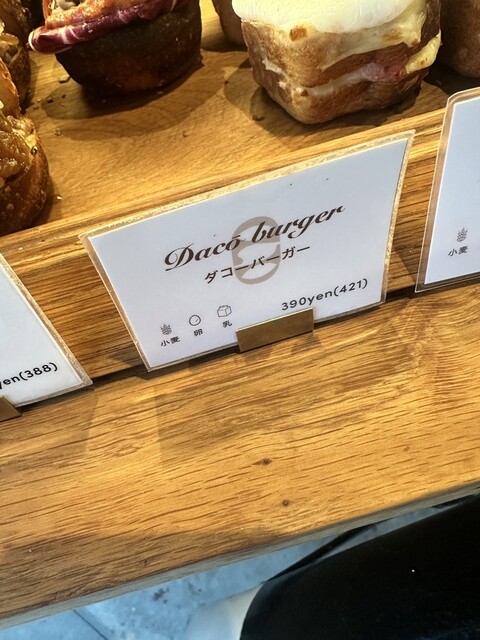 Daco burger
ダコーバーガー
390yen(421)
小麦 卵 乳
yen(388)
小麦